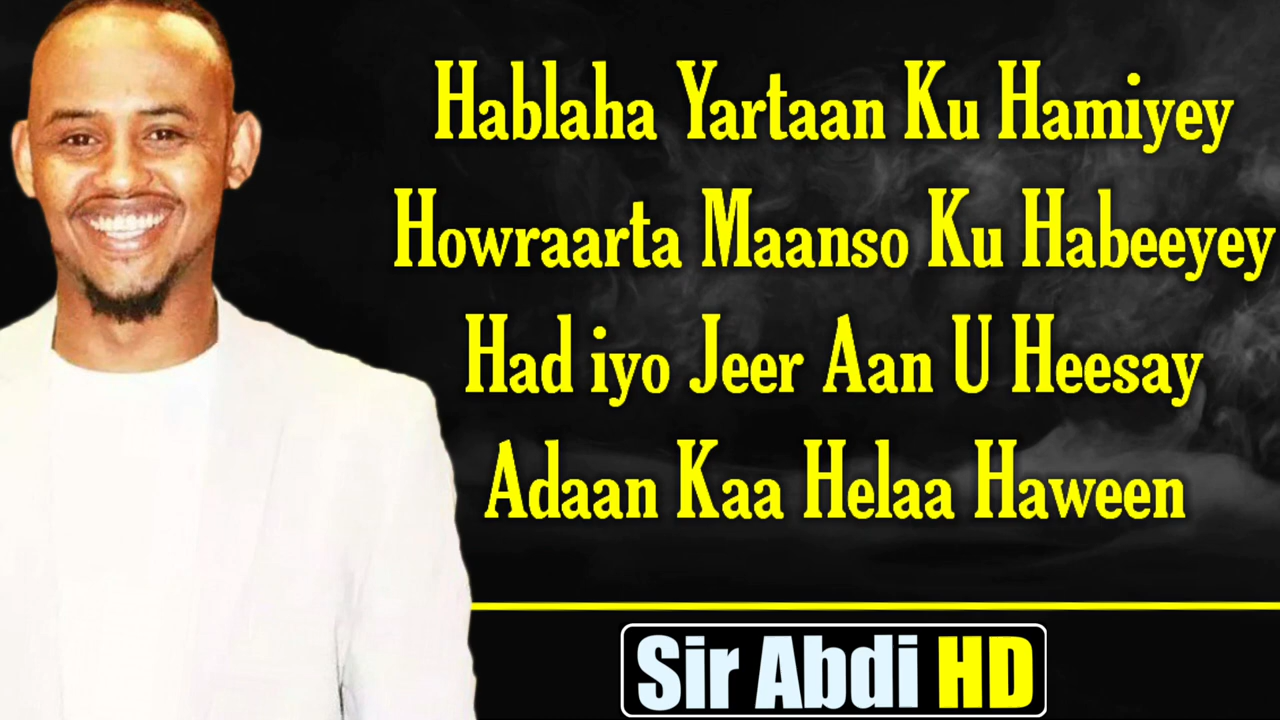 Hablaha Yartaan Ku Hamiyey
Howraarta Maanso Ku Habeeyey
Had iyo Jeer Aan U Heesay
Adaan Kaa Helaa Haween
Sir Abdi HD